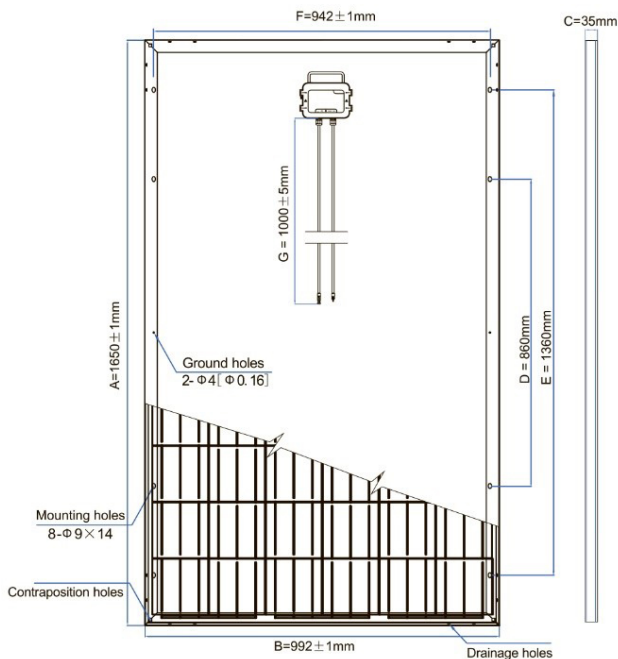 F=942±1mm
C=35mm
G = 1000±5mm
A=1650±1mm
D = 860mm
E = 1360mm
Ground holes
2-Φ4[Φ0.16]
Mounting holes
8-Φ9×14
Contraposition holes
B=992±1mm
Drainage holes